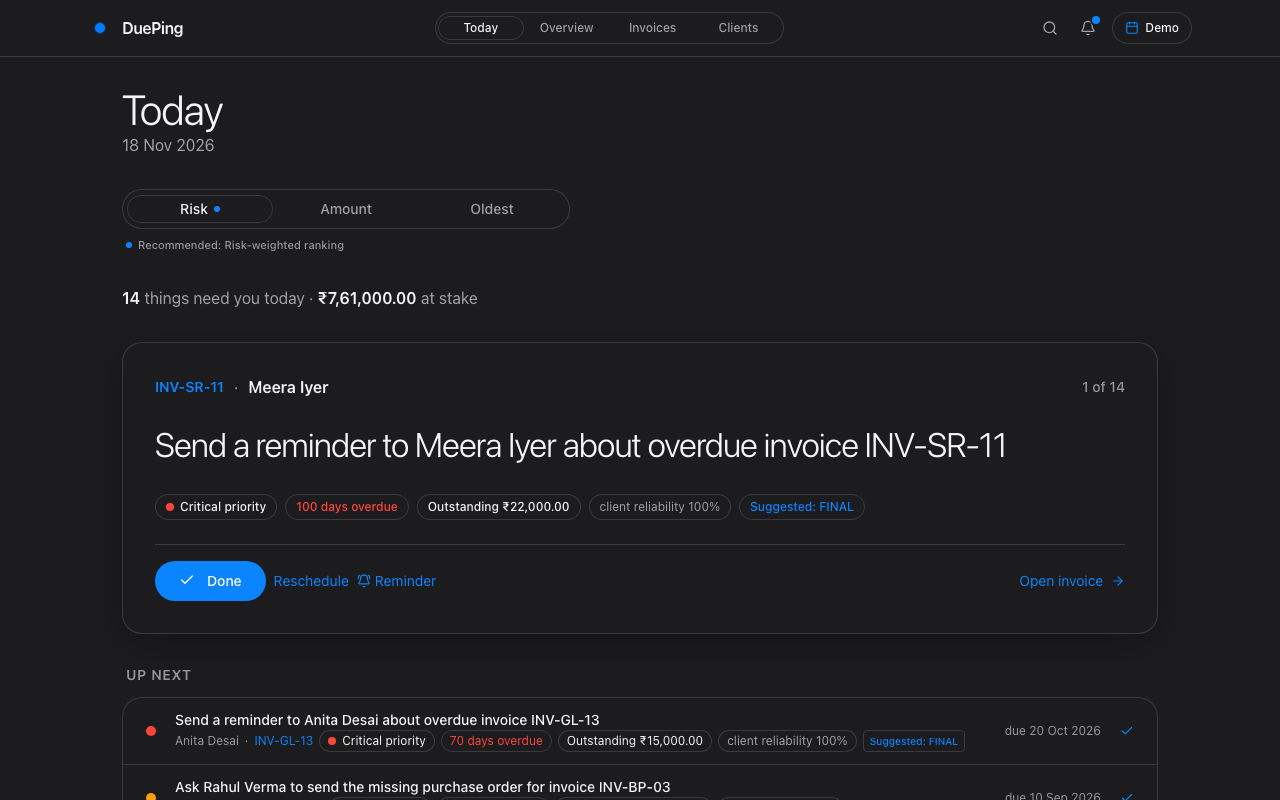 DuePing
Today
Overview
Invoices
Clients
Demo
Today
18 Nov 2026
Risk
Amount
Oldest
Recommended: Risk-weighted ranking
14 things need you today · ₹7,61,000.00 at stake
INV-SR-11 · Meera Iyer
1 of 14
Send a reminder to Meera Iyer about overdue invoice INV-SR-11
Critical priority
100 days overdue
Outstanding ₹22,000.00
client reliability 100%
Suggested: FINAL
Done
Reschedule
Reminder
Open invoice
UP NEXT
Send a reminder to Anita Desai about overdue invoice INV-GL-13
Anita Desai · INV-GL-13 Critical priority 70 days overdue Outstanding ₹15,000.00 client reliability 100% Suggested: FINAL
due 20 Oct 2026
Ask Rahul Verma to send the missing purchase order for invoice INV-BP-03
due 10 Sep 2026